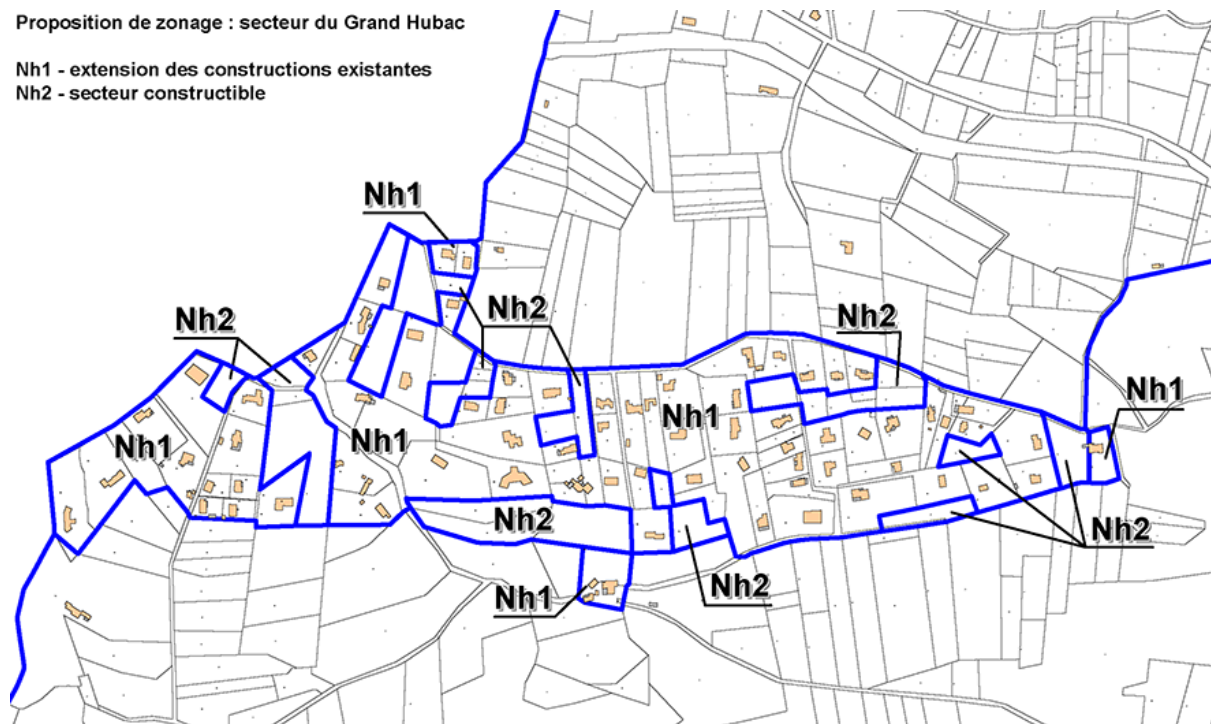 Proposition de zonage : secteur du Grand Hubac
Nh1 - extension des constructions existantes
Nh2 - secteur constructible
Nh1
Nh2
Nh2
Nh2
Nh1
Nh1
Nh1
Nh1
Nh2
Nh2
Nh2
Nh1